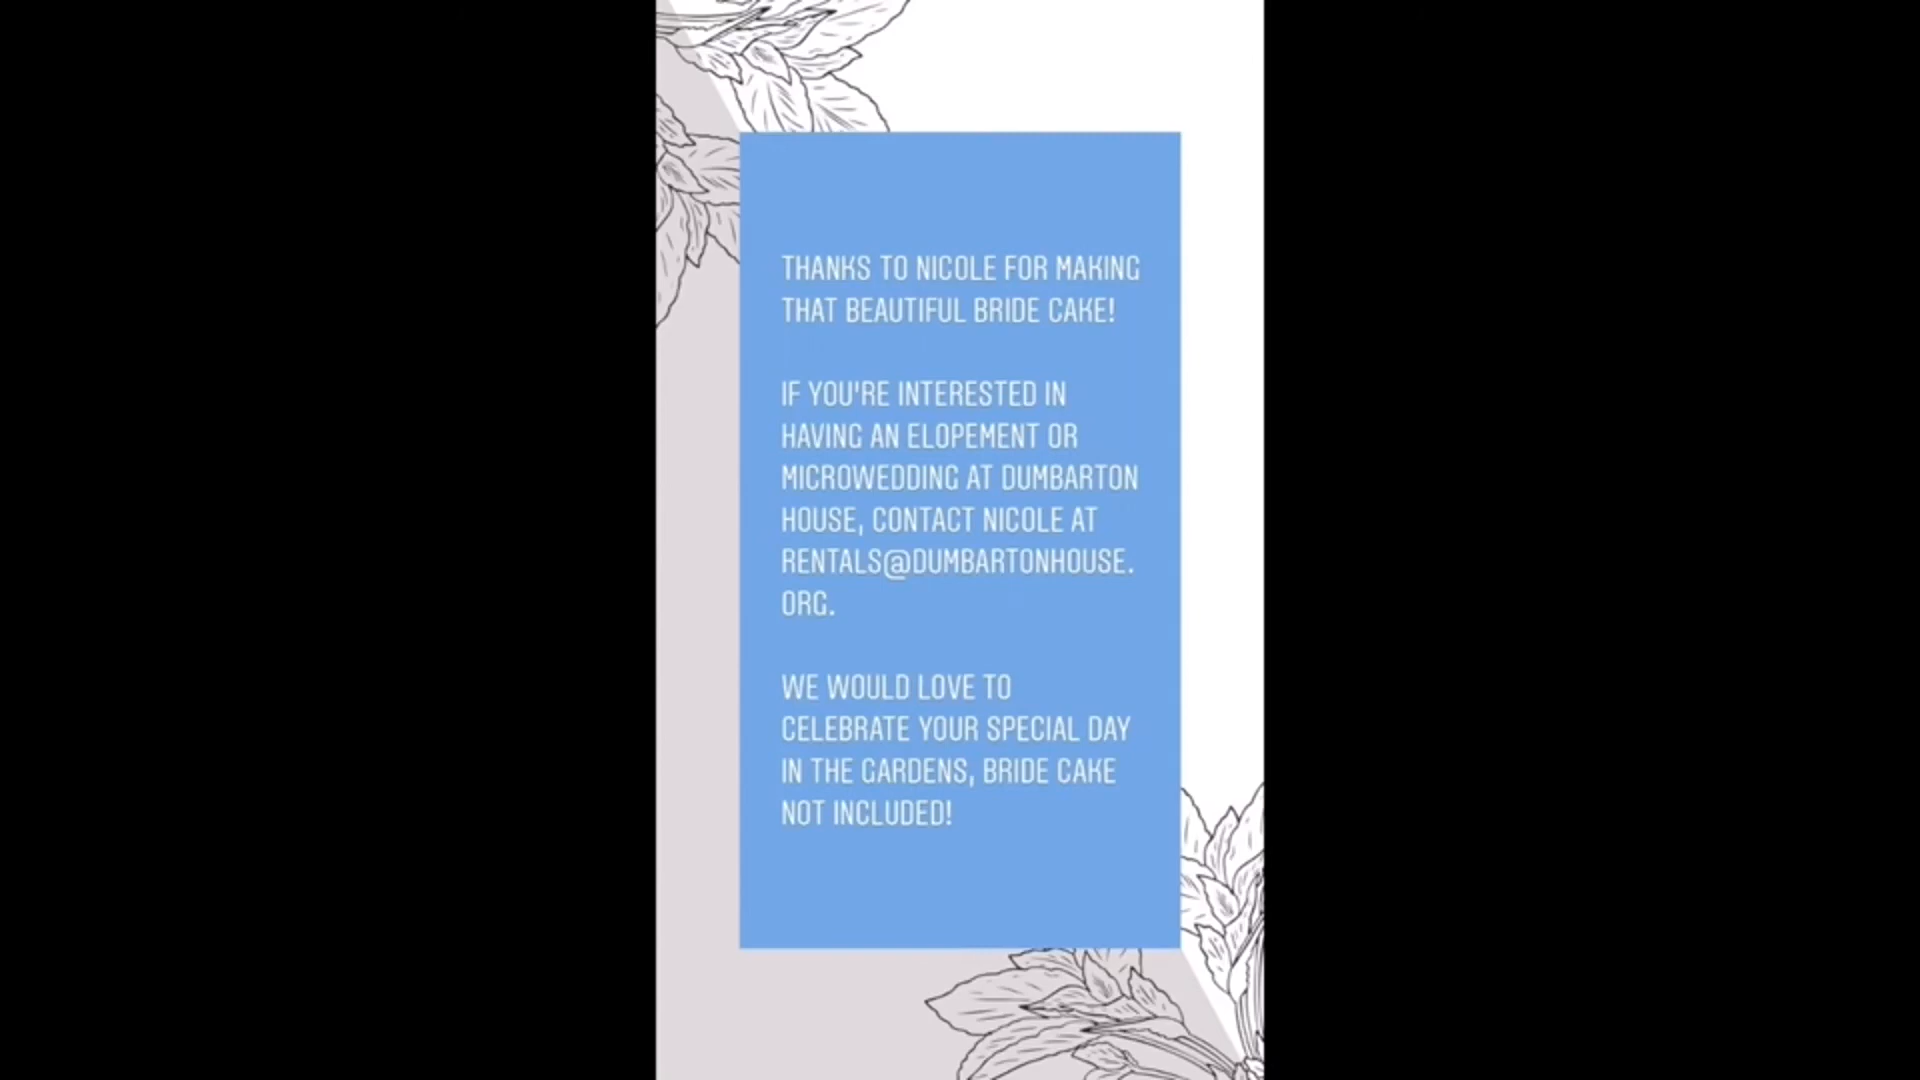 THANKS TO NICOLE FOR MAKING
THAT BEAUTIFUL BRIDE CAKE!
IF YOU'RE INTERESTED IN
HAVING AN ELOPEMENT OR
MICROWEDDING AT DUMBARTON
HOUSE, CONTACT NICOLE AT
RENTALS@DUMBARTONHOUSE.
ORG.
WE WOULD LOVE TO
CELEBRATE YOUR SPECIAL DAY
IN THE GARDENS, BRIDE CAKE
NOT INCLUDED!